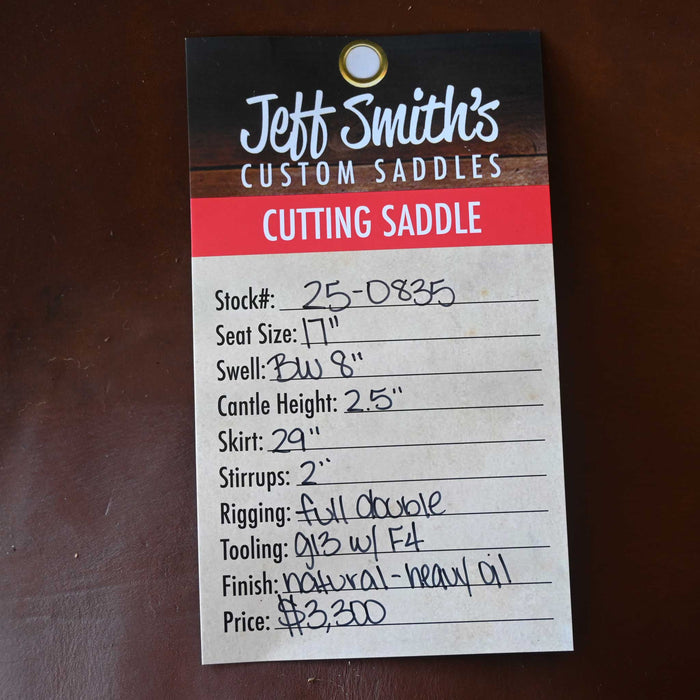 Jeff Smith's
CUSTOM SADDLES
CUTTING SADDLE
Stock#: 25-0835
Seat Size: 17"
Swell: BW 8"
Cantle Height: 2.5"
Skirt: 29"
Stirrups: 2"
Rigging: full double
Tooling: G13 w/ F4
Finish: natural-heavy oil
Price: $3,300